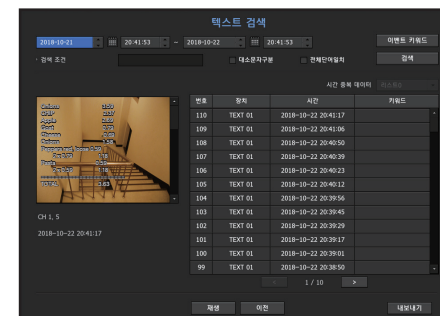 텍스트 검색
2018-10-21 20:41:53 ~ 2018-10-22 20:41:53 이벤트 키워드
검색 조건 대소문자구분 전체단어일치 검색
시간 중복 데이터
번호 장치 시간 키워드
110 TEXT 01 2018-10-22 20:41:17
109 TEXT 01 2018-10-22 20:41:06
108 TEXT 01 2018-10-22 20:40:50
107 TEXT 01 2018-10-22 20:40:39
106 TEXT 01 2018-10-22 20:40:23
105 TEXT 01 2018-10-22 20:40:12
104 TEXT 01 2018-10-22 20:39:56
103 TEXT 01 2018-10-22 20:39:45
102 TEXT 01 2018-10-22 20:39:29
101 TEXT 01 2018-10-22 20:39:17
100 TEXT 01 2018-10-22 20:39:01
99 TEXT 01 2018-10-22 20:38:50
Onions
Apple
TOTAL 3.63
CH 1, 5
2018-10-22 20:41:17
< 1 / 10 >
재생 이전 내보내기